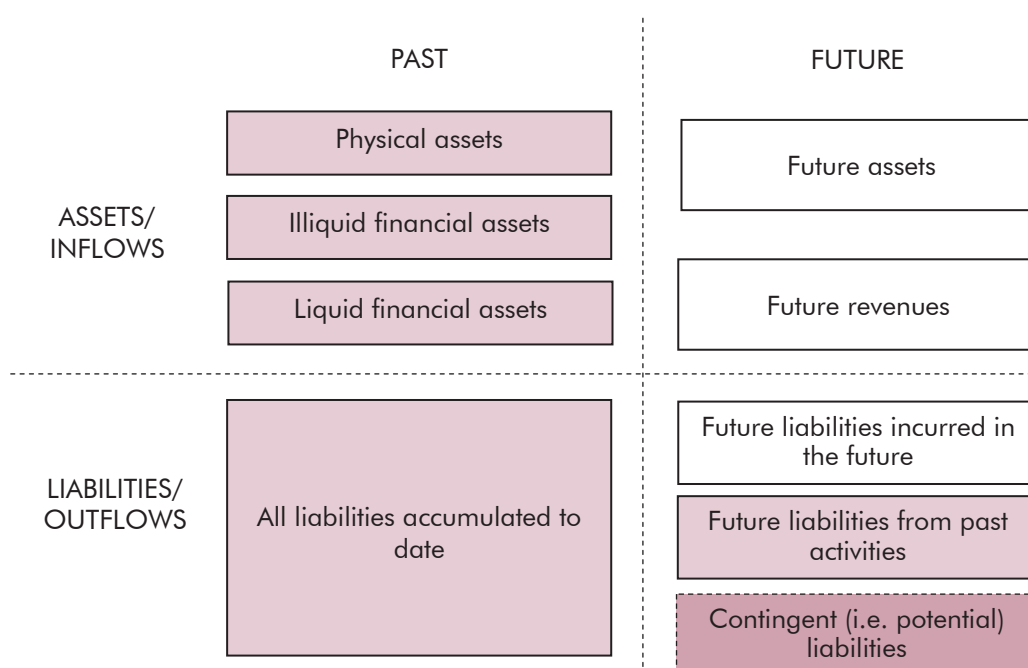 PAST
FUTURE
ASSETS/
INFLOWS
Physical assets
Illiquid financial assets
Liquid financial assets
Future assets
Future revenues
LIABILITIES/
OUTFLOWS
All liabilities accumulated to
date
Future liabilities incurred in
the future
Future liabilities from past
activities
Contingent (i.e. potential)
liabilities